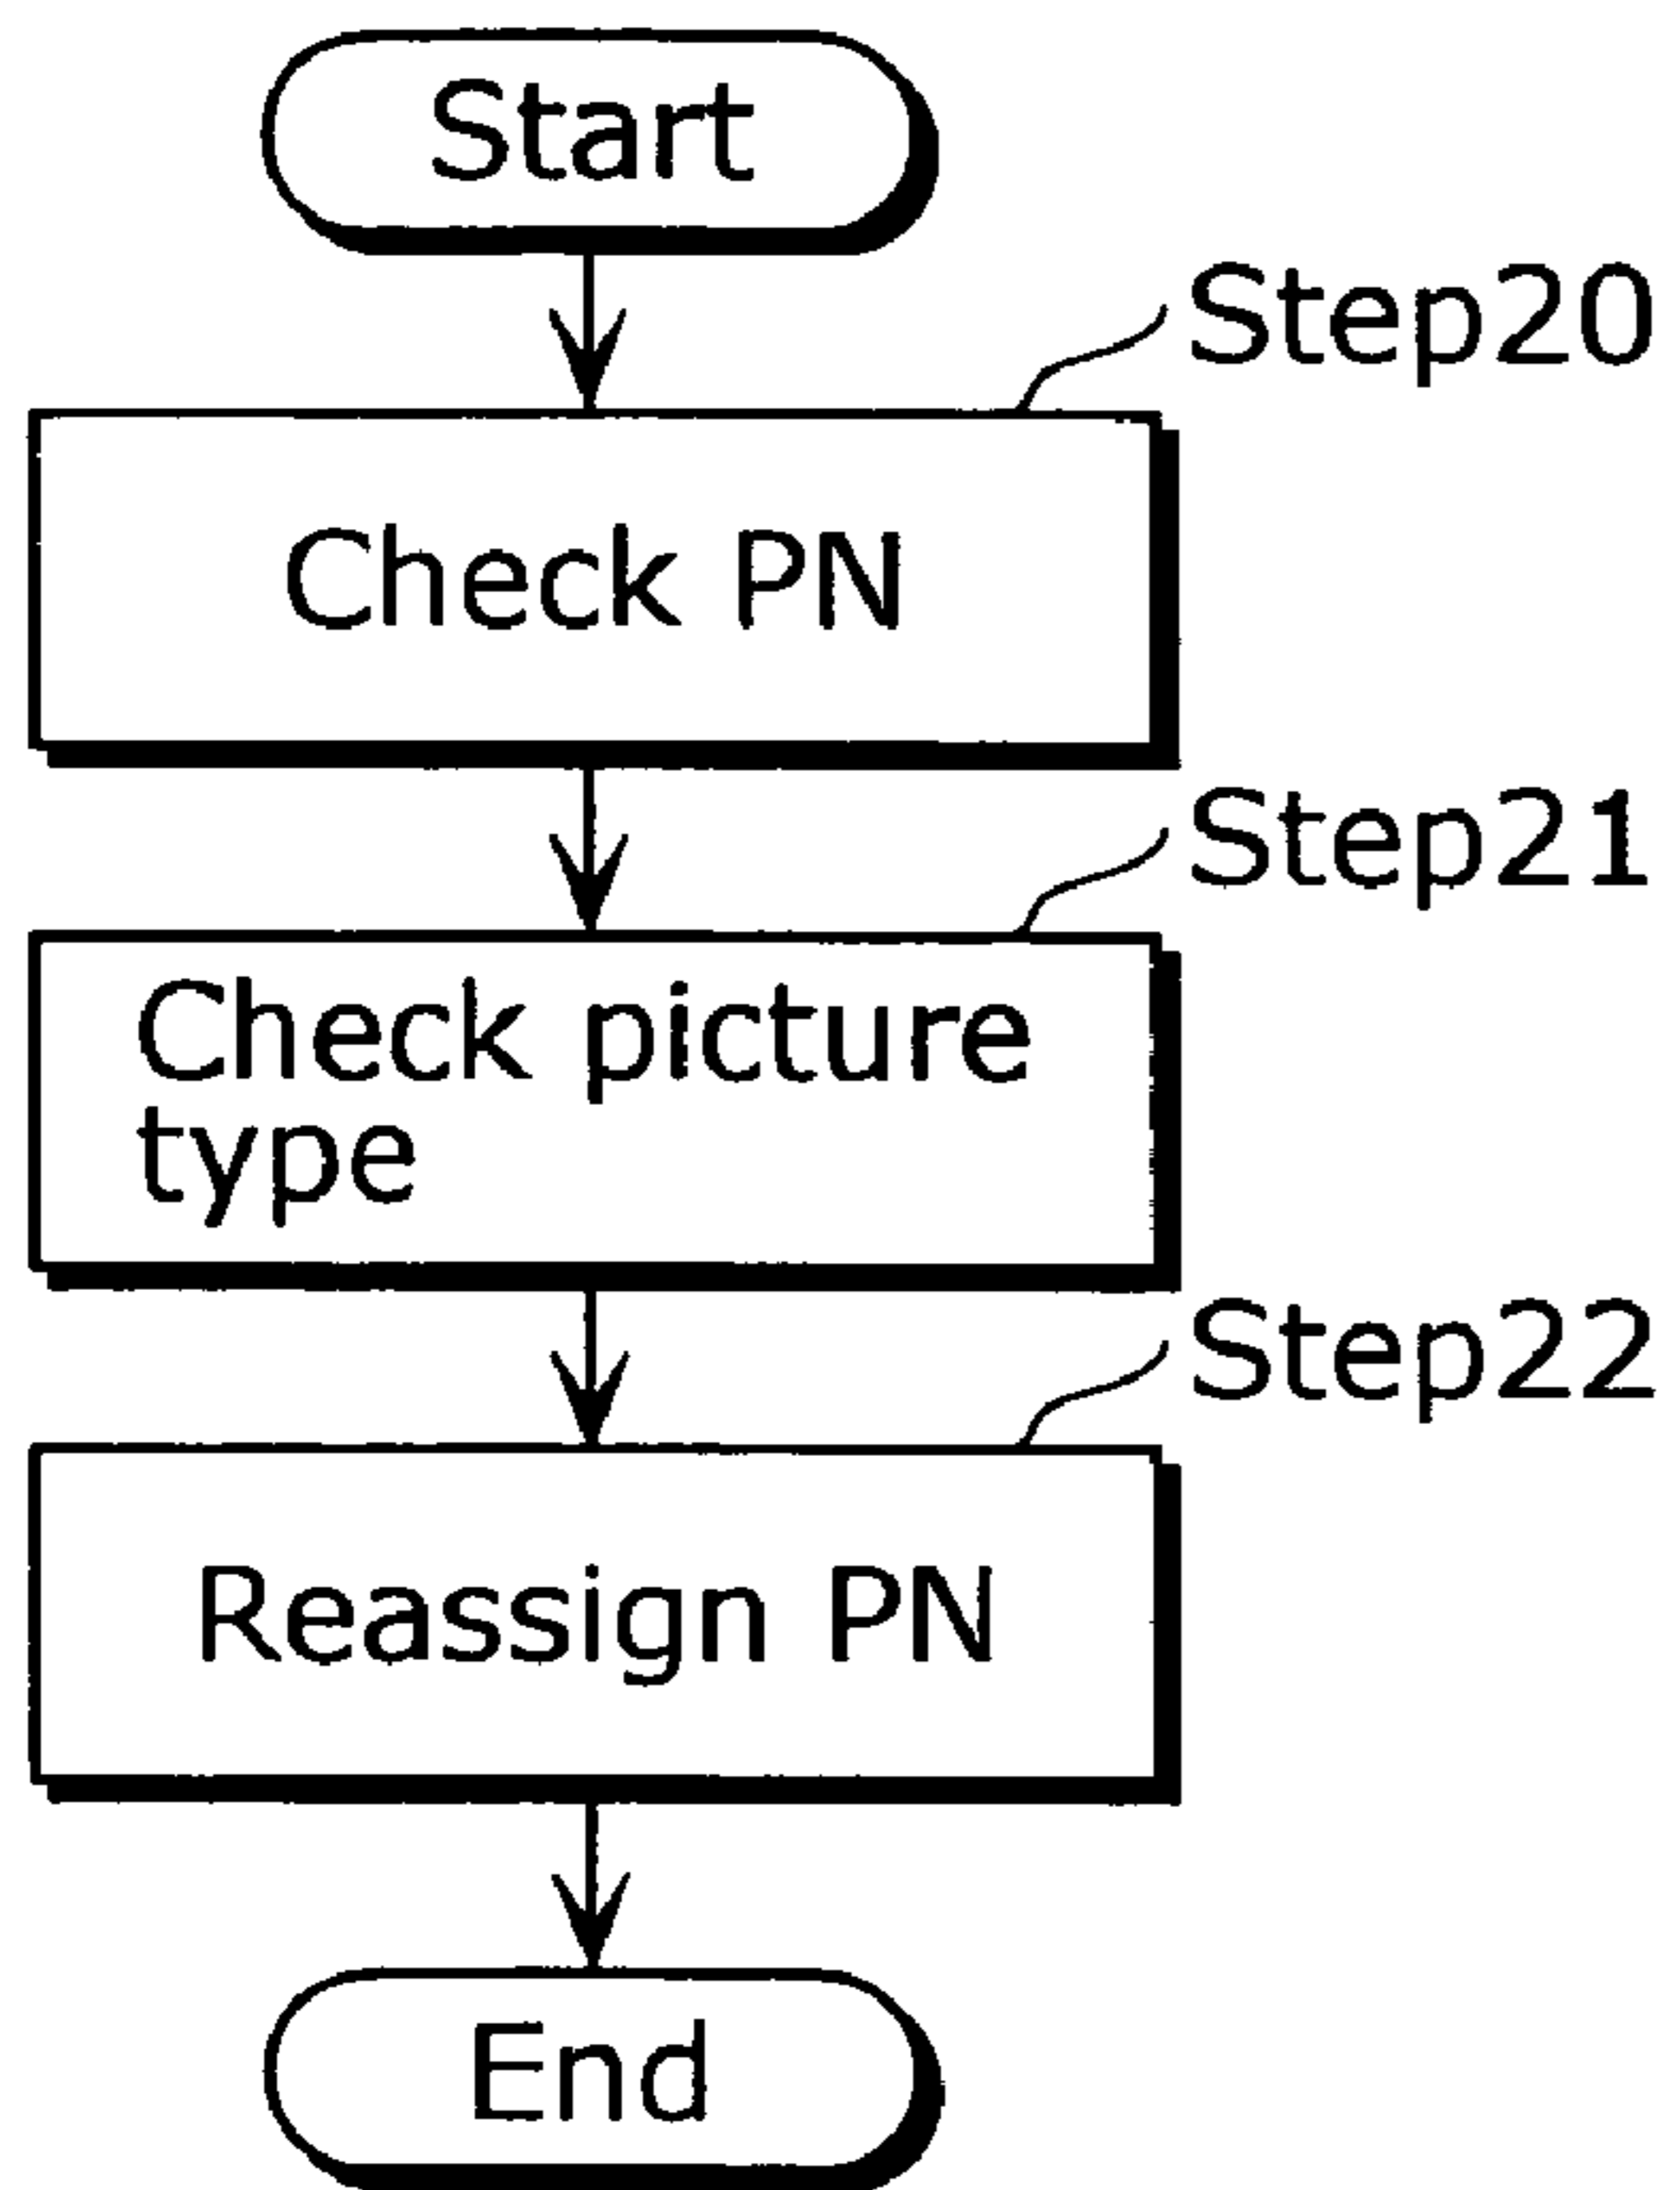 Start
Step20
Check PN
Step21
Check picture
type
Step22
Reassign PN
End